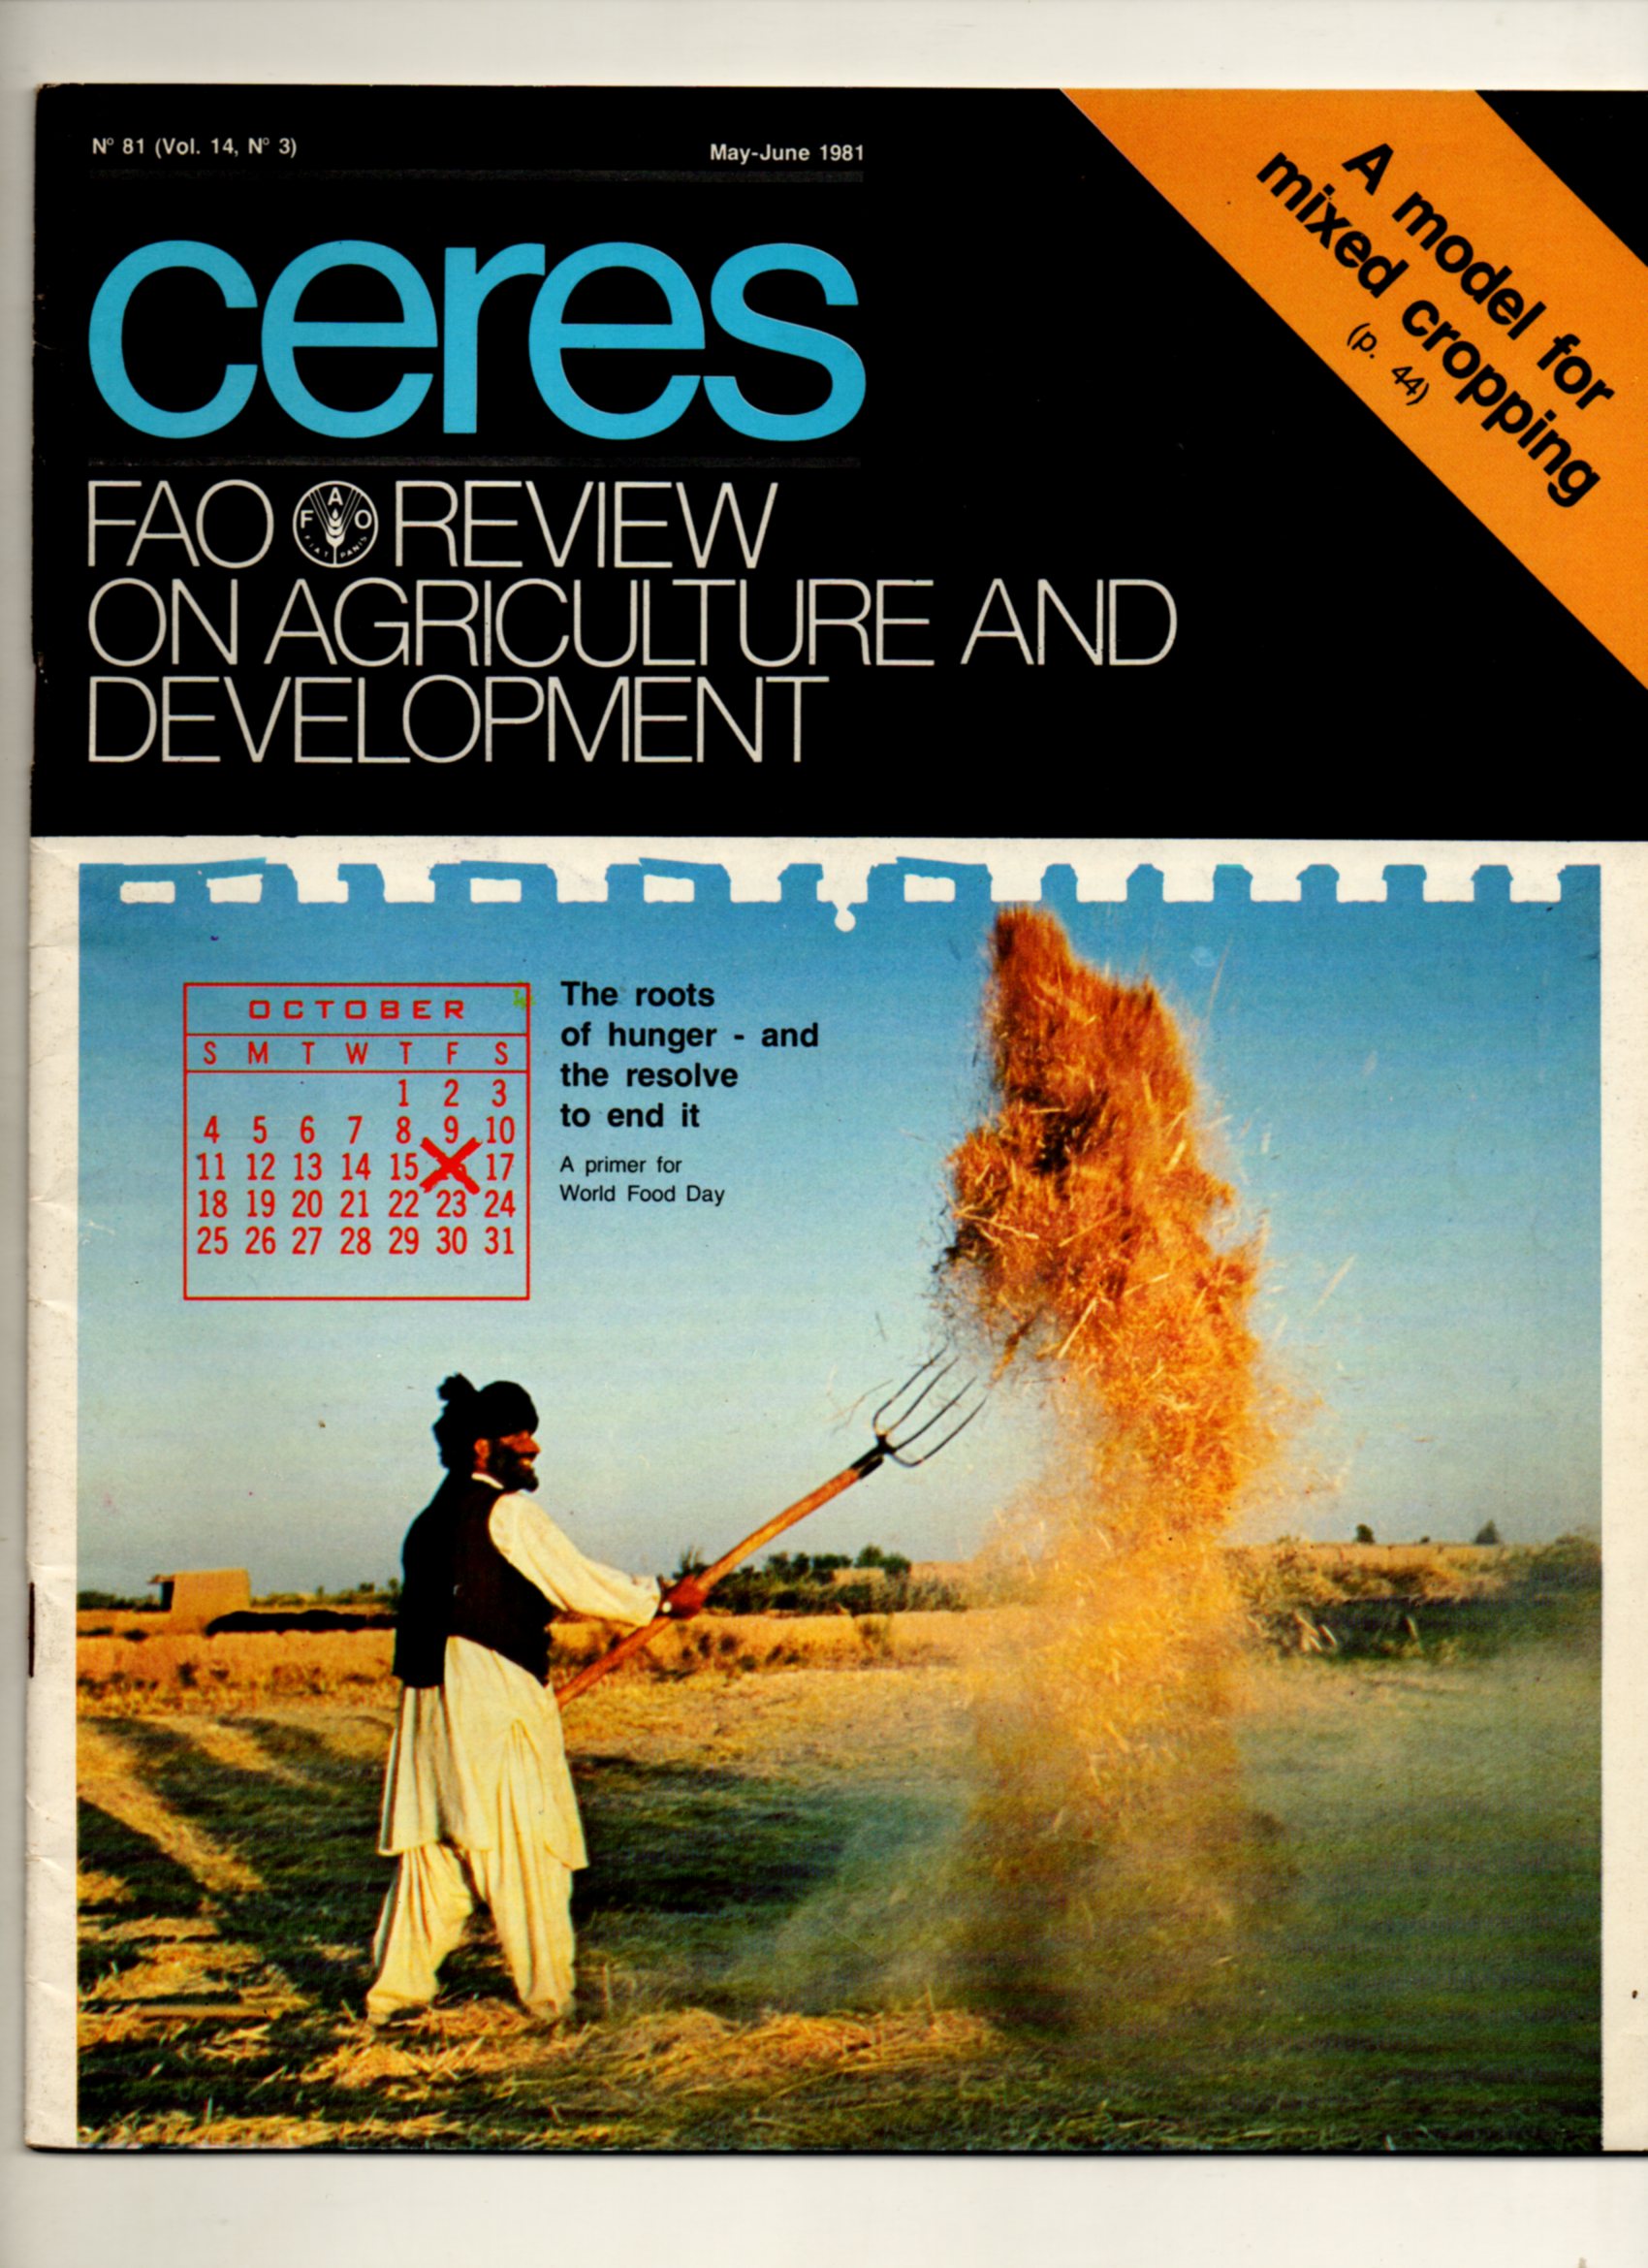 N° 81 (Vol. 14, N° 3)
May-June 1981
A model for
mixed cropping
(p. 44)
ceres
FAO F A O FIAT PANIS REVIEW
ON AGRICULTURE AND
DEVELOPMENT
OCTOBER
S M T W T F S
1 2 3
4 5 6 7 8 9 10
11 12 13 14 15 17
18 19 20 21 22 23 24
25 26 27 28 29 30 31
The roots
of hunger - and
the resolve
to end it
A primer for
World Food Day